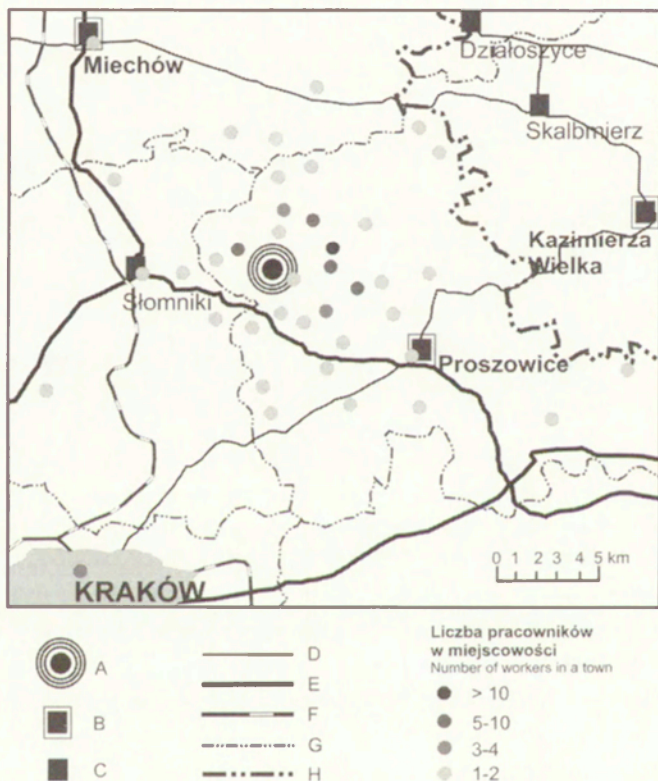 Miechów
Działoszyce
Skalbmierz
Kazimierza
Wielka
Słomniki
Proszowice
0 1 2 3 4 5 km
KRAKÓW
A
B
C
D
E
F
G
H
Liczba pracowników
w miejscowości
Number of workers in a town
> 10
5-10
3-4
1-2